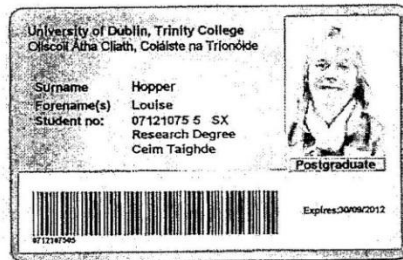 University of Dublin, Trinity College
Ollscoil Átha Cliath, Coláiste na Tríonóide
Surname Hopper
Forename(s) Louise
Student no: 07121075 5 SX
Research Degree
Ceim Taighde
Postgraduate
Expires:30/09/2012